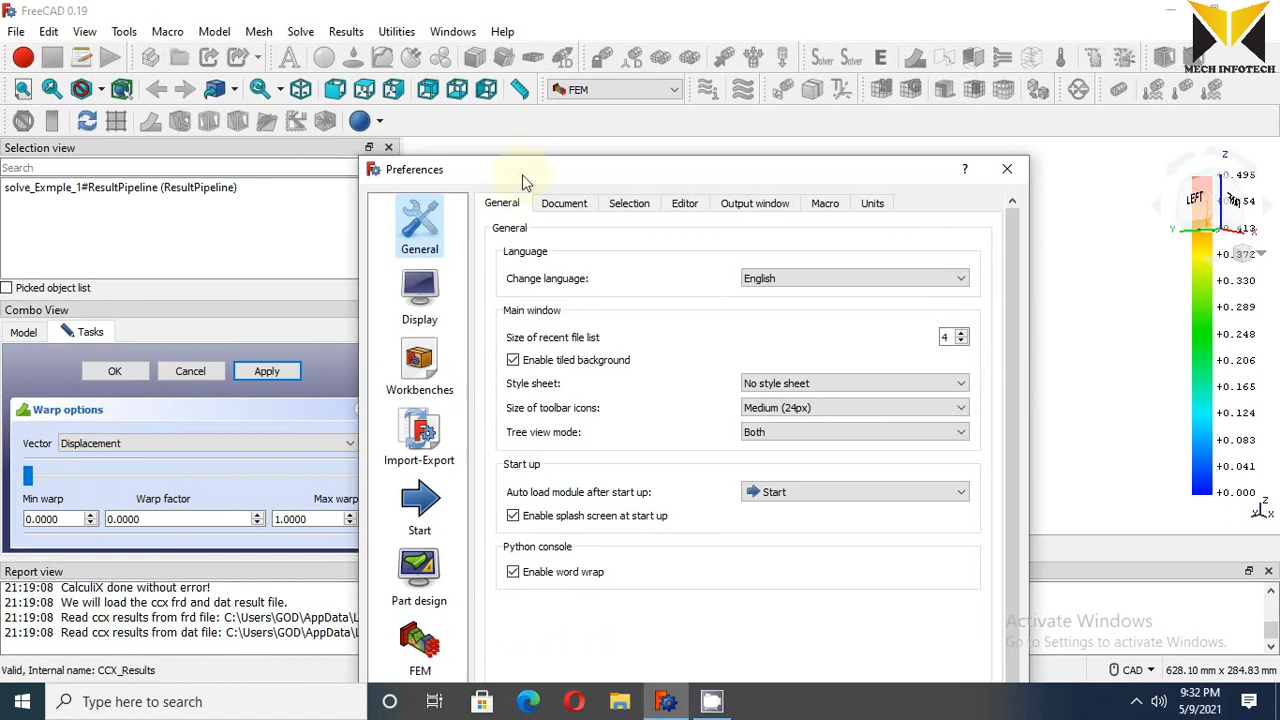 FreeCAD 0.19
File Edit View Tools Macro Model Mesh Solve Results Utilities Windows Help
MECH INFOTECH
Solver Solver E
FEM
Selection view
Search
solve_Exmple_1#ResultPipeline (ResultPipeline)
Picked object list
Combo View
Model Tasks
OK Cancel Apply
Warp options
Vector Displacement
Min warp Warp factor Max warp
0.0000 0.0000 1.0000
Preferences ?
General
Display
Workbenches
Import-Export
Start
Part design
FEM
General Document Selection Editor Output window Macro Units
General
Language
Change language: English
Main window
Size of recent file list 4
Enable tiled background
Style sheet: No style sheet
Size of toolbar icons: Medium (24px)
Tree view mode: Both
Start up
Auto load module after start up: Start
Enable splash screen at start up
Python console
Enable word wrap
Z
LEFT
Y X
+0.495
+0.372
+0.330
+0.289
+0.248
+0.206
+0.165
+0.124
+0.083
+0.041
+0.000
Z
Y X
Report view
21:19:08 CalculiX done without error!
21:19:08 We will load the ccx frd and dat result file.
21:19:08 Read ccx results from frd file: C:\Users\GOD\AppData\L
21:19:08 Read ccx results from dat file: C:\Users\GOD\AppData\L
Activate Windows
Go to Settings to activate Windows.
Valid, Internal name: CCX_Results
CAD 628.10 mm x 284.83 mm
Type here to search
9:32 PM
5/9/2021